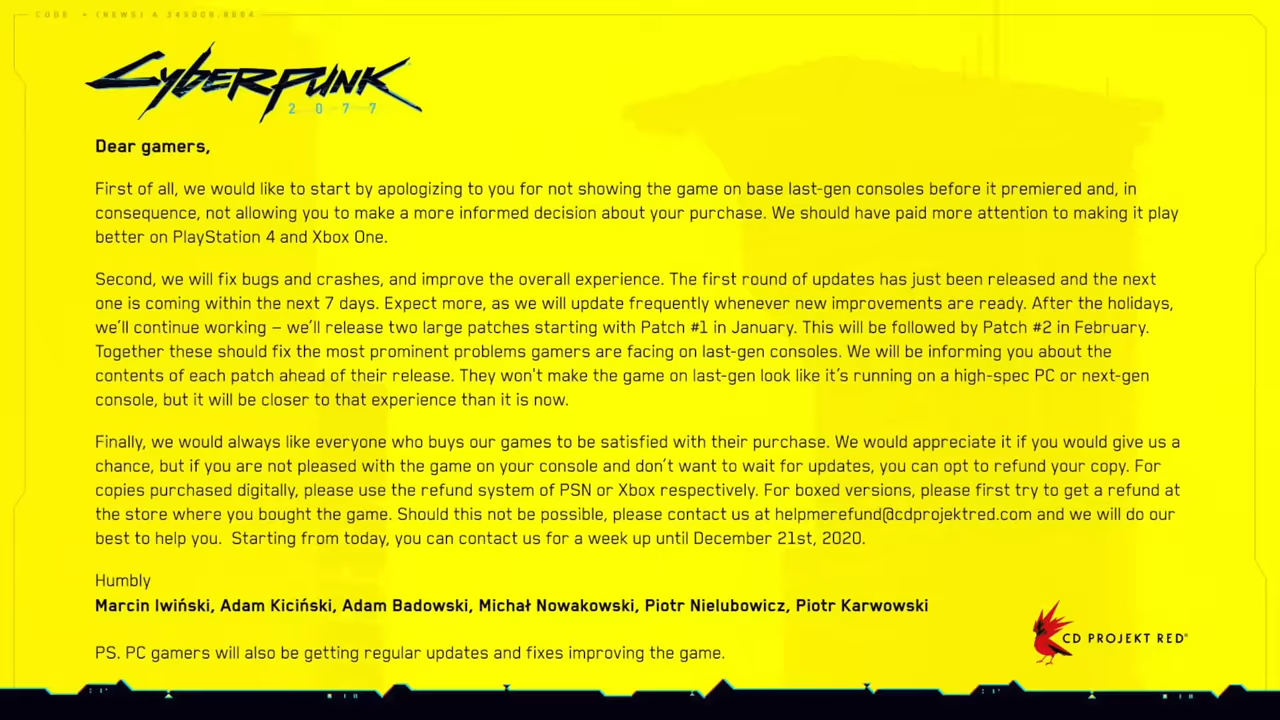 CODE + (NEWS) A 345008.8884
CYBERPUNK
2077
Dear gamers,
First of all, we would like to start by apologizing to you for not showing the game on base last-gen consoles before it premiered and, in
consequence, not allowing you to make a more informed decision about your purchase. We should have paid more attention to making it play
better on PlayStation 4 and Xbox One.
Second, we will fix bugs and crashes, and improve the overall experience. The first round of updates has just been released and the next
one is coming within the next 7 days. Expect more, as we will update frequently whenever new improvements are ready. After the holidays,
we'll continue working – we'll release two large patches starting with Patch #1 in January. This will be followed by Patch #2 in February.
Together these should fix the most prominent problems gamers are facing on last-gen consoles. We will be informing you about the
contents of each patch ahead of their release. They won't make the game on last-gen look like it's running on a high-spec PC or next-gen
console, but it will be closer to that experience than it is now.
Finally, we would always like everyone who buys our games to be satisfied with their purchase. We would appreciate it if you would give us a
chance, but if you are not pleased with the game on your console and don't want to wait for updates, you can opt to refund your copy. For
copies purchased digitally, please use the refund system of PSN or Xbox respectively. For boxed versions, please first try to get a refund at
the store where you bought the game. Should this not be possible, please contact us at helpmerefund@cdprojektred.com and we will do our
best to help you.  Starting from today, you can contact us for a week up until December 21st, 2020.
Humbly
Marcin Iwiński, Adam Kiciński, Adam Badowski, Michał Nowakowski, Piotr Nielubowicz, Piotr Karwowski
CD PROJEKT RED®
PS. PC gamers will also be getting regular updates and fixes improving the game.